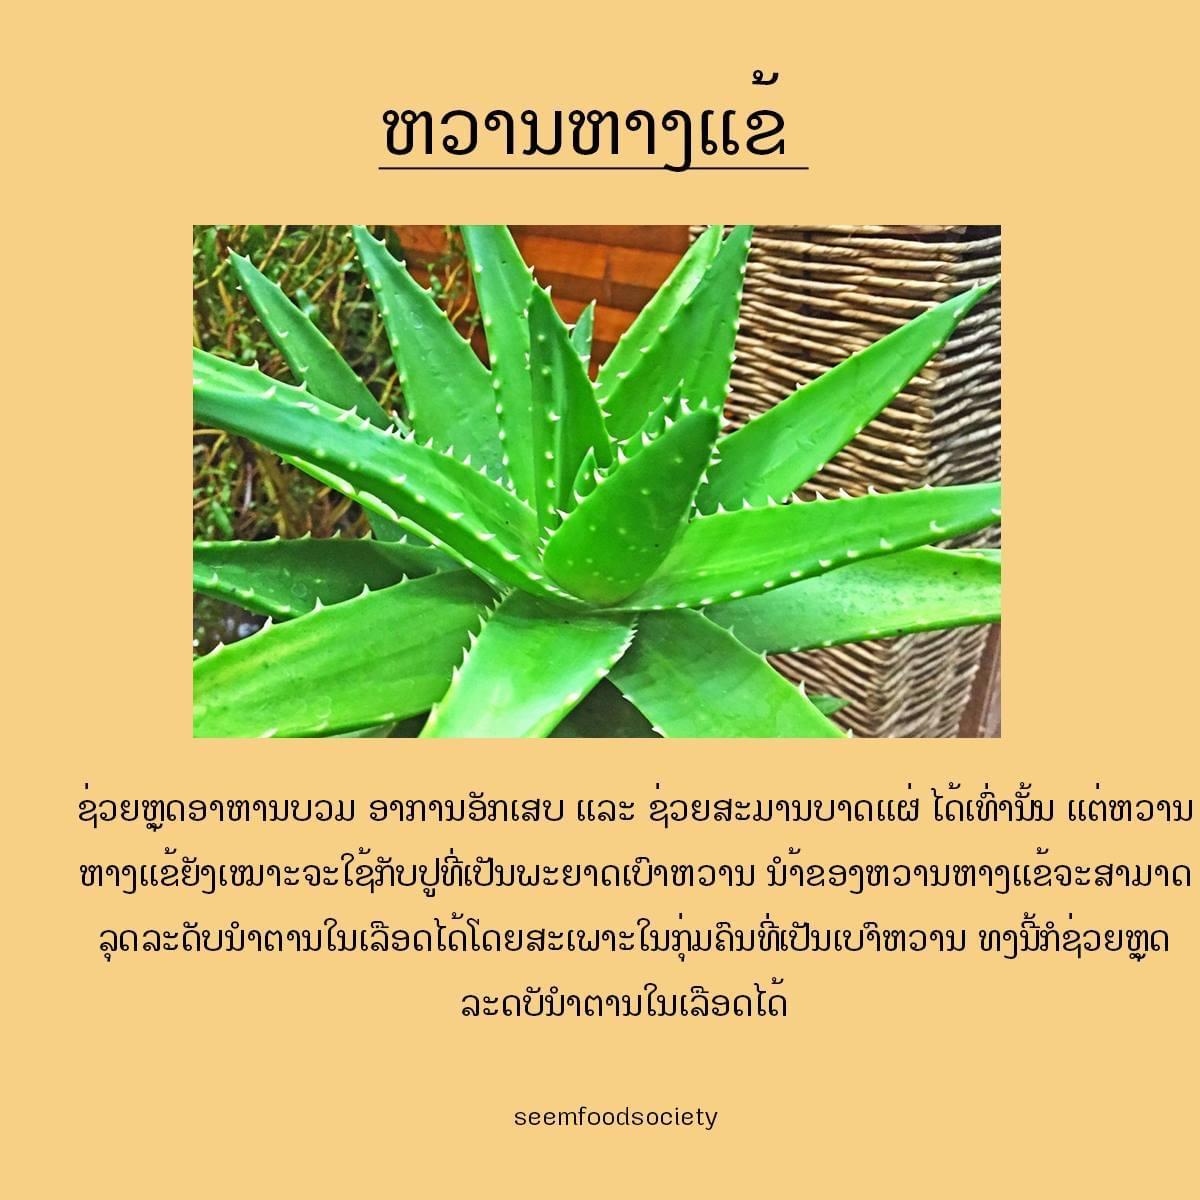 ຫວານຫາງແຂ້
ຊ່ວຍຫຼຸດອາຫານບວມ ອາການອັກເສບ ແລະ ຊ່ວຍສະມານບາດແຜ່ ໄດ້ເທົ່ານັ້ນ ແຕ່ຫວານ
ຫາງແຂ້ຍັງເໝາະຈະໃຊ້ກັບປູທີ່ເປັນພະຍາດເບົາຫວານ ນໍ້າຂອງຫວານຫາງແຂ້ຈະສາມາດ
ລຸດລະດັບນໍາຕານໃນເລືອດໄດ້ໂດຍສະເພາະໃນກຸ່ມຄົນທີ່ເປັນເບາົຫວານ ທງນີ້ກໍຊ່ວຍຫຼຸດ
ລະດບັນໍາຕານໃນເລືອດໄດ້
seemfoodsociety